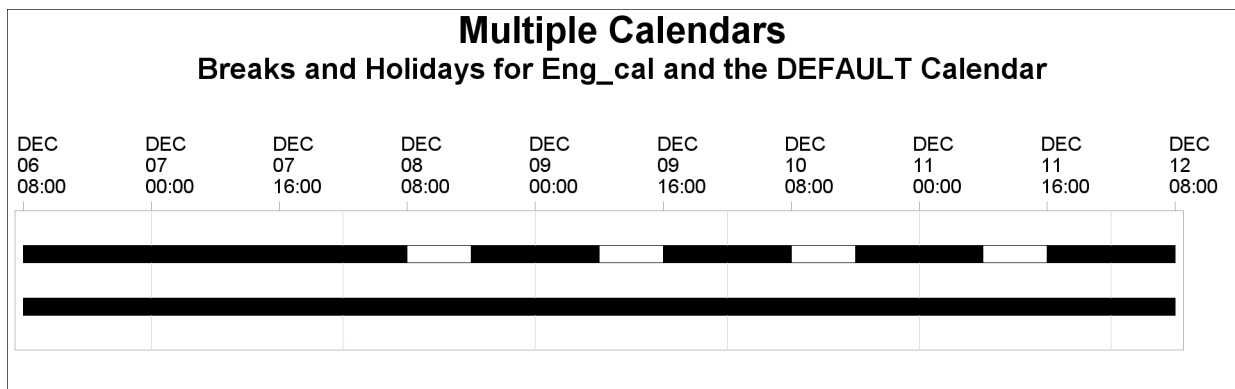 Multiple Calendars
Breaks and Holidays for Eng_cal and the DEFAULT Calendar
DEC DEC DEC DEC DEC DEC DEC DEC DEC DEC
06 07 07 08 09 09 10 11 11 12
08:00 00:00 16:00 08:00 00:00 16:00 08:00 00:00 16:00 08:00